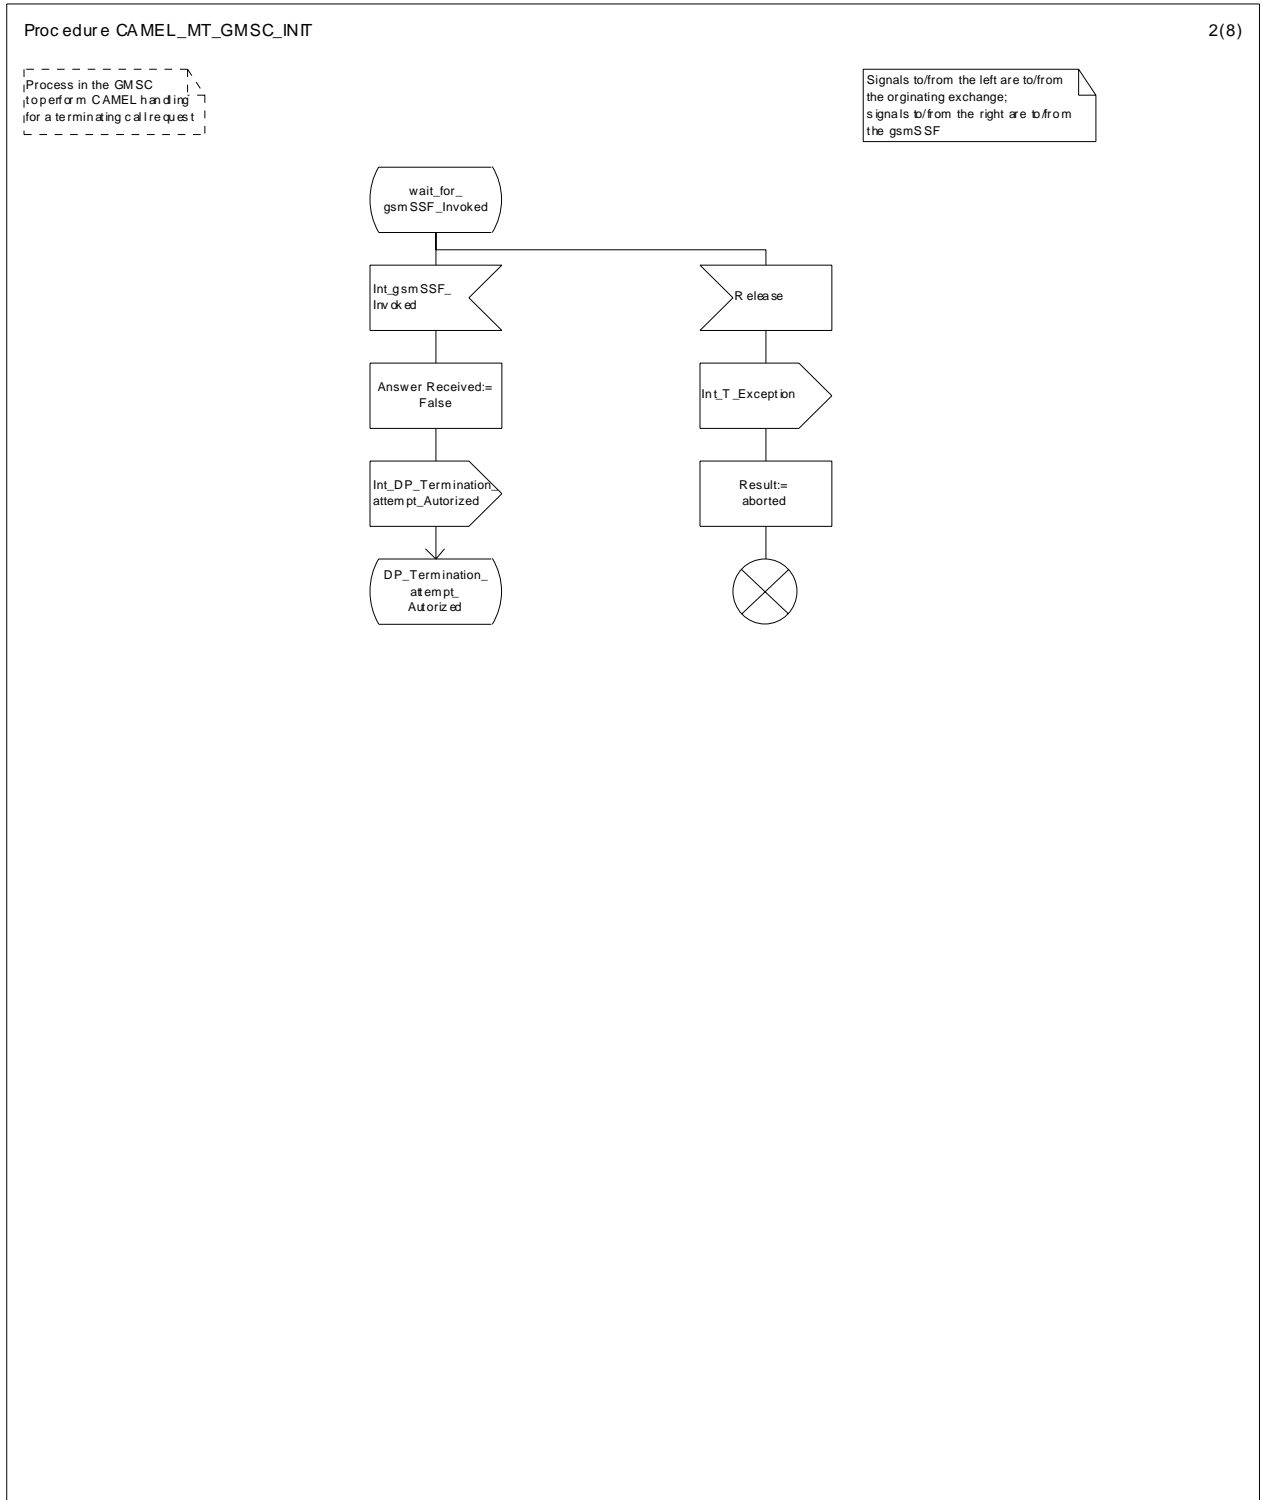 Procedure CAMEL_MT_GMSC_INIT
2(8)
Process in the GMSC
to perform CAMEL handling
for a terminating call request
Signals to/from the left are to/from
the orginating exchange;
signals to/from the right are to/from
the gsmSSF
wait_for_
gsmSSF_Invoked
Int_gsmSSF_
Invoked
Release
Answer Received:=
False
Int_T_Exception
Int_DP_Termination_
attempt_Autorized
Result:=
aborted
DP_Termination_
attempt_
Autorized